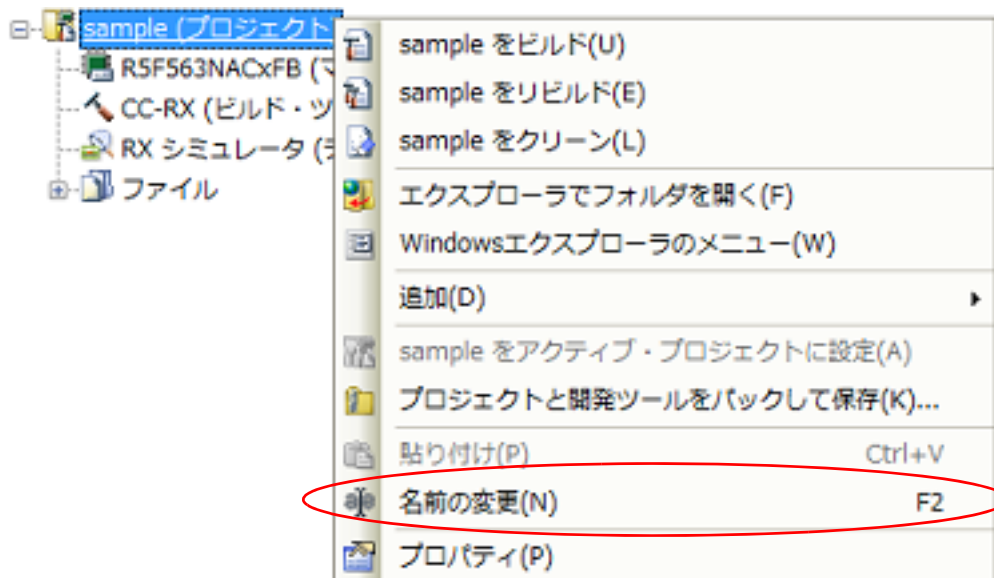 sample (プロジェクト
R5F563NACxFB (マ
CC-RX (ビルド・ツ
RX シミュレータ (デ
ファイル
sample をビルド(U)
sample をリビルド(E)
sample をクリーン(L)
エクスプローラでフォルダを開く(F)
Windowsエクスプローラのメニュー(W)
追加(D)
sample をアクティブ・プロジェクトに設定(A)
プロジェクトと開発ツールをパックして保存(K)...
貼り付け(P) Ctrl+V
名前の変更(N) F2
プロパティ(P)